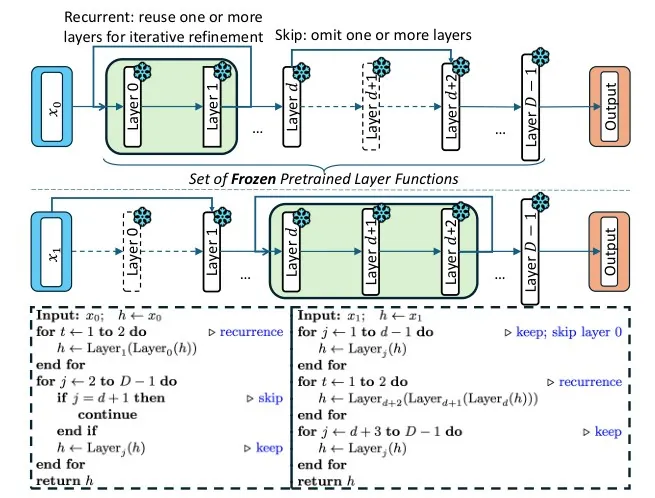 Recurrent: reuse one or more
layers for iterative refinement
Skip: omit one or more layers
x₀
Layer 0
Layer 1
...
Layer d
Layer d+1
Layer d+2
...
Layer D − 1
Output
Set of Frozen Pretrained Layer Functions
x₁
Layer 0
Layer 1
...
Layer d
Layer d+1
Layer d+2
...
Layer D − 1
Output
Input: x₀; h ← x₀
for t ← 1 to 2 do ▷ recurrence
h ← Layer₁(Layer₀(h))
end for
for j ← 2 to D − 1 do
if j = d + 1 then ▷ skip
continue
end if
h ← Layerⱼ(h) ▷ keep
end for
return h
Input: x₁; h ← x₁
for j ← 1 to d − 1 do ▷ keep; skip layer 0
h ← Layerⱼ(h)
end for
for t ← 1 to 2 do ▷ recurrence
h ← Layer_{d+2}(Layer_{d+1}(Layer_d(h)))
end for
for j ← d + 3 to D − 1 do ▷ keep
h ← Layerⱼ(h)
end for
return h